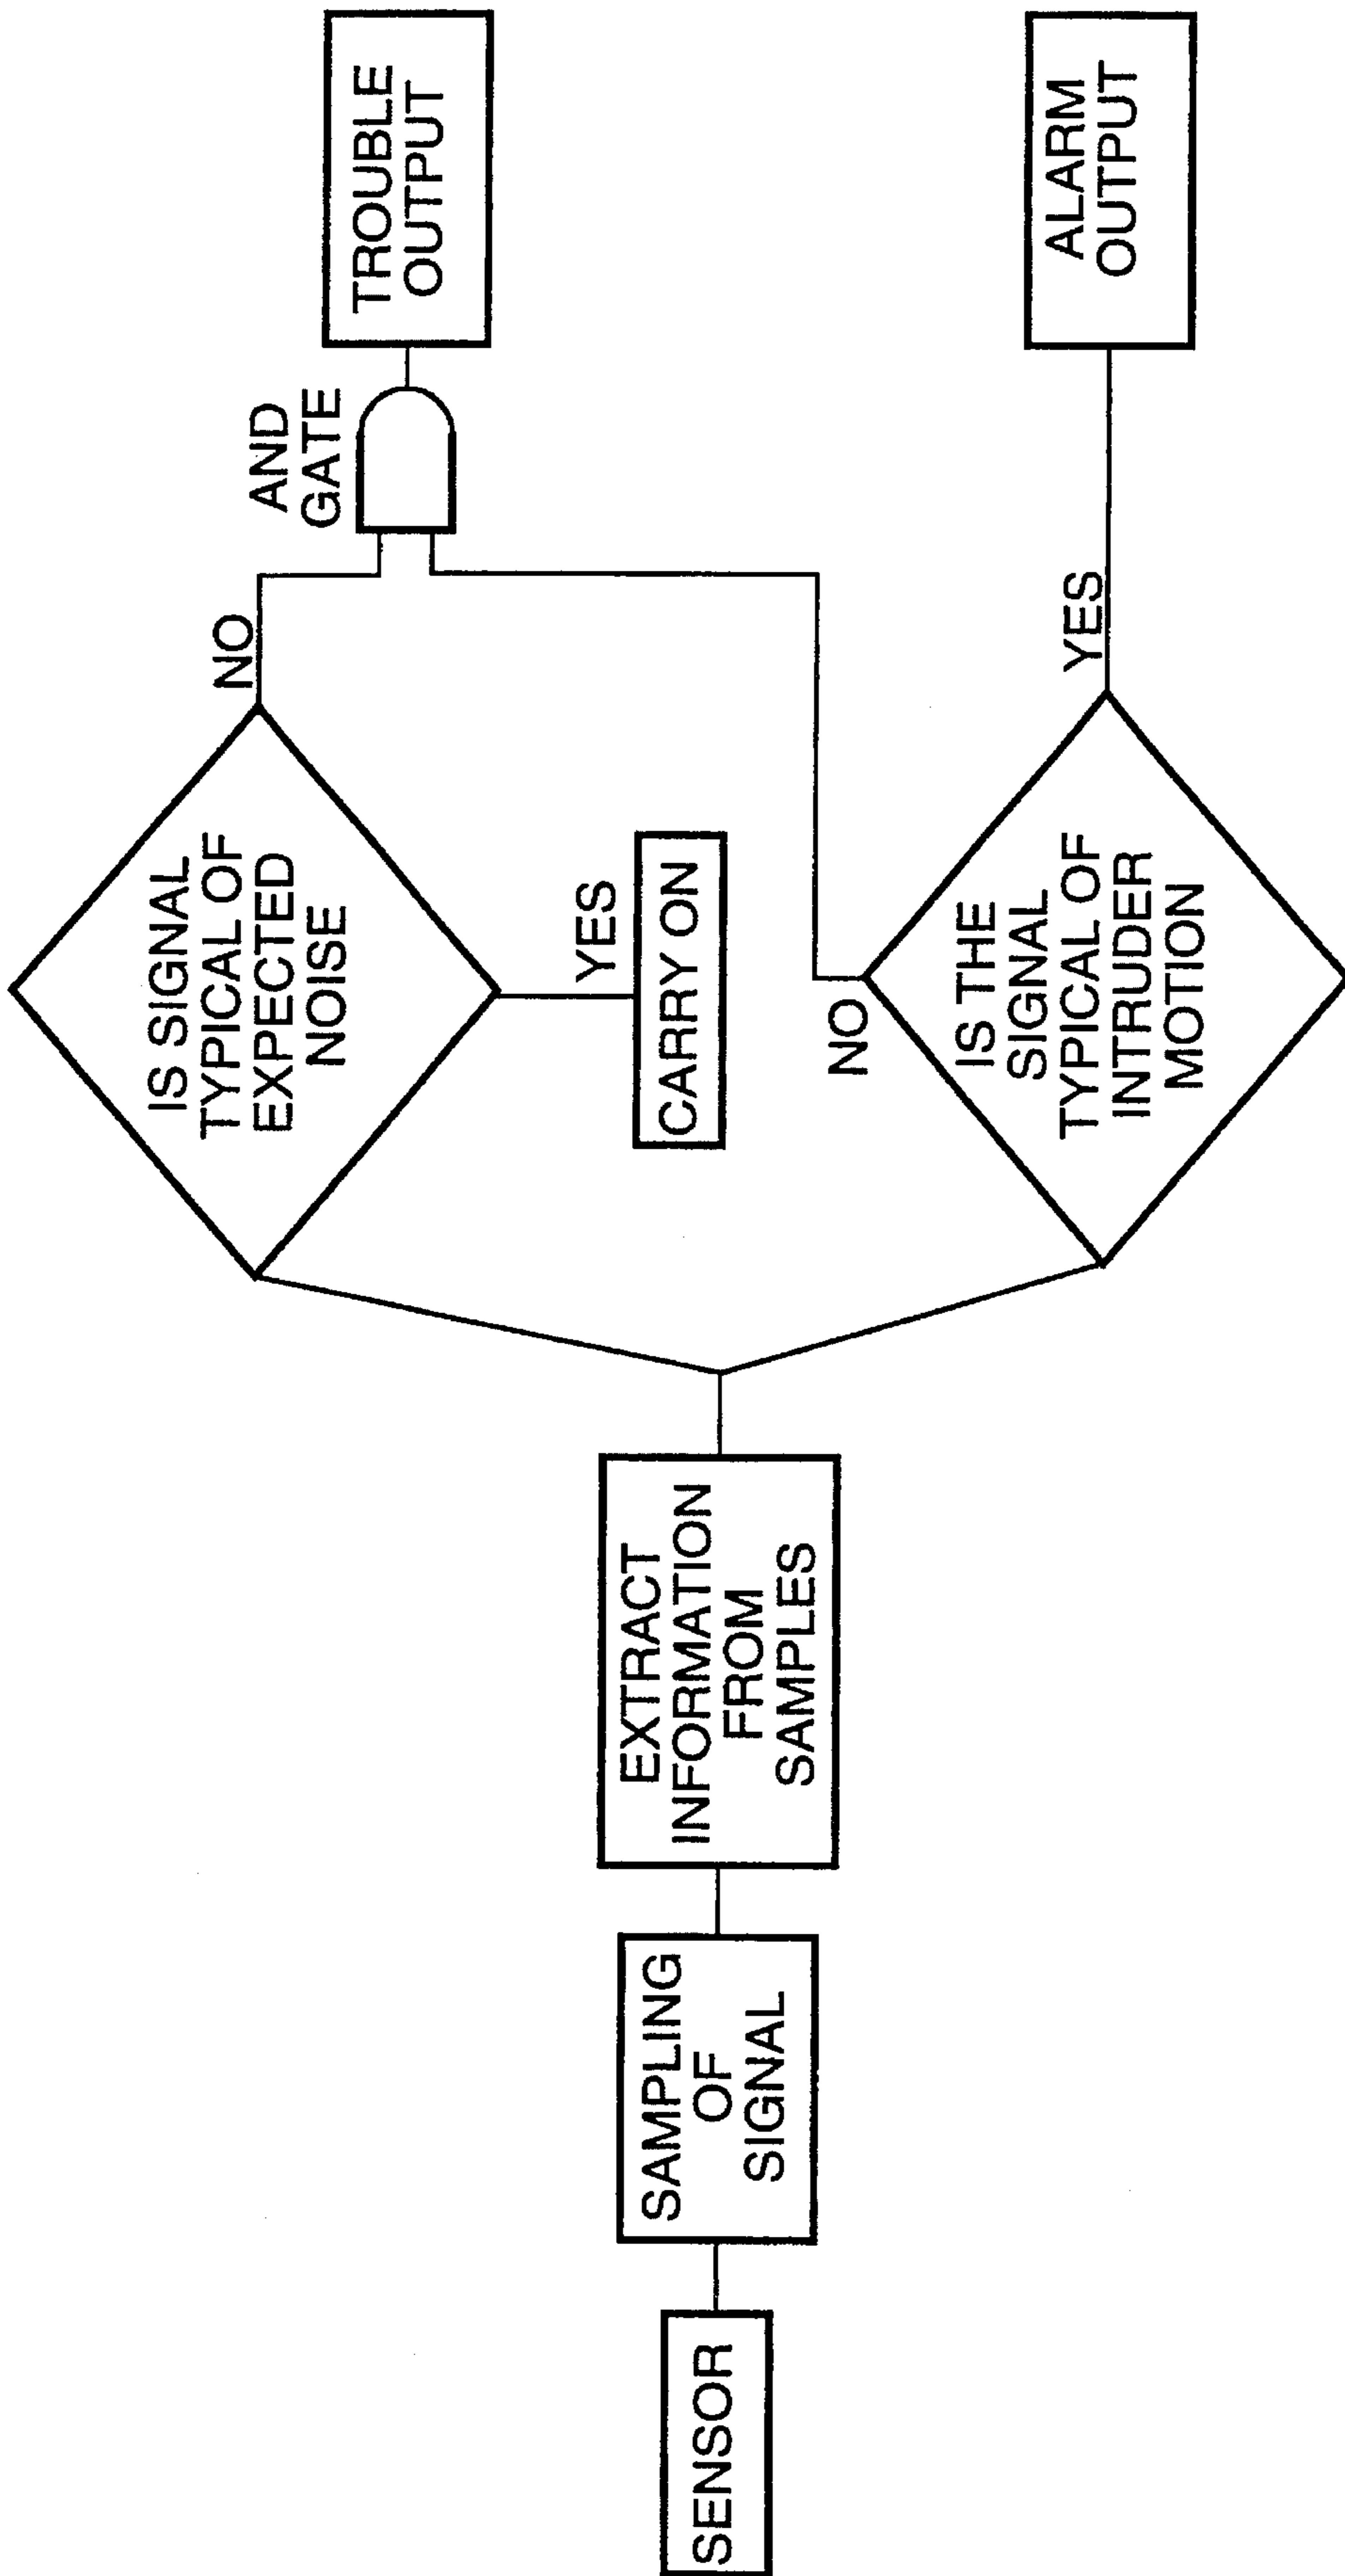 SENSOR
SAMPLING
OF
SIGNAL
EXTRACT
INFORMATION
FROM
SAMPLES
IS SIGNAL
TYPICAL OF
EXPECTED
NOISE
NO
YES
CARRY ON
AND
GATE
TROUBLE
OUTPUT
IS THE
SIGNAL
TYPICAL OF
INTRUDER
MOTION
NO
YES
ALARM
OUTPUT